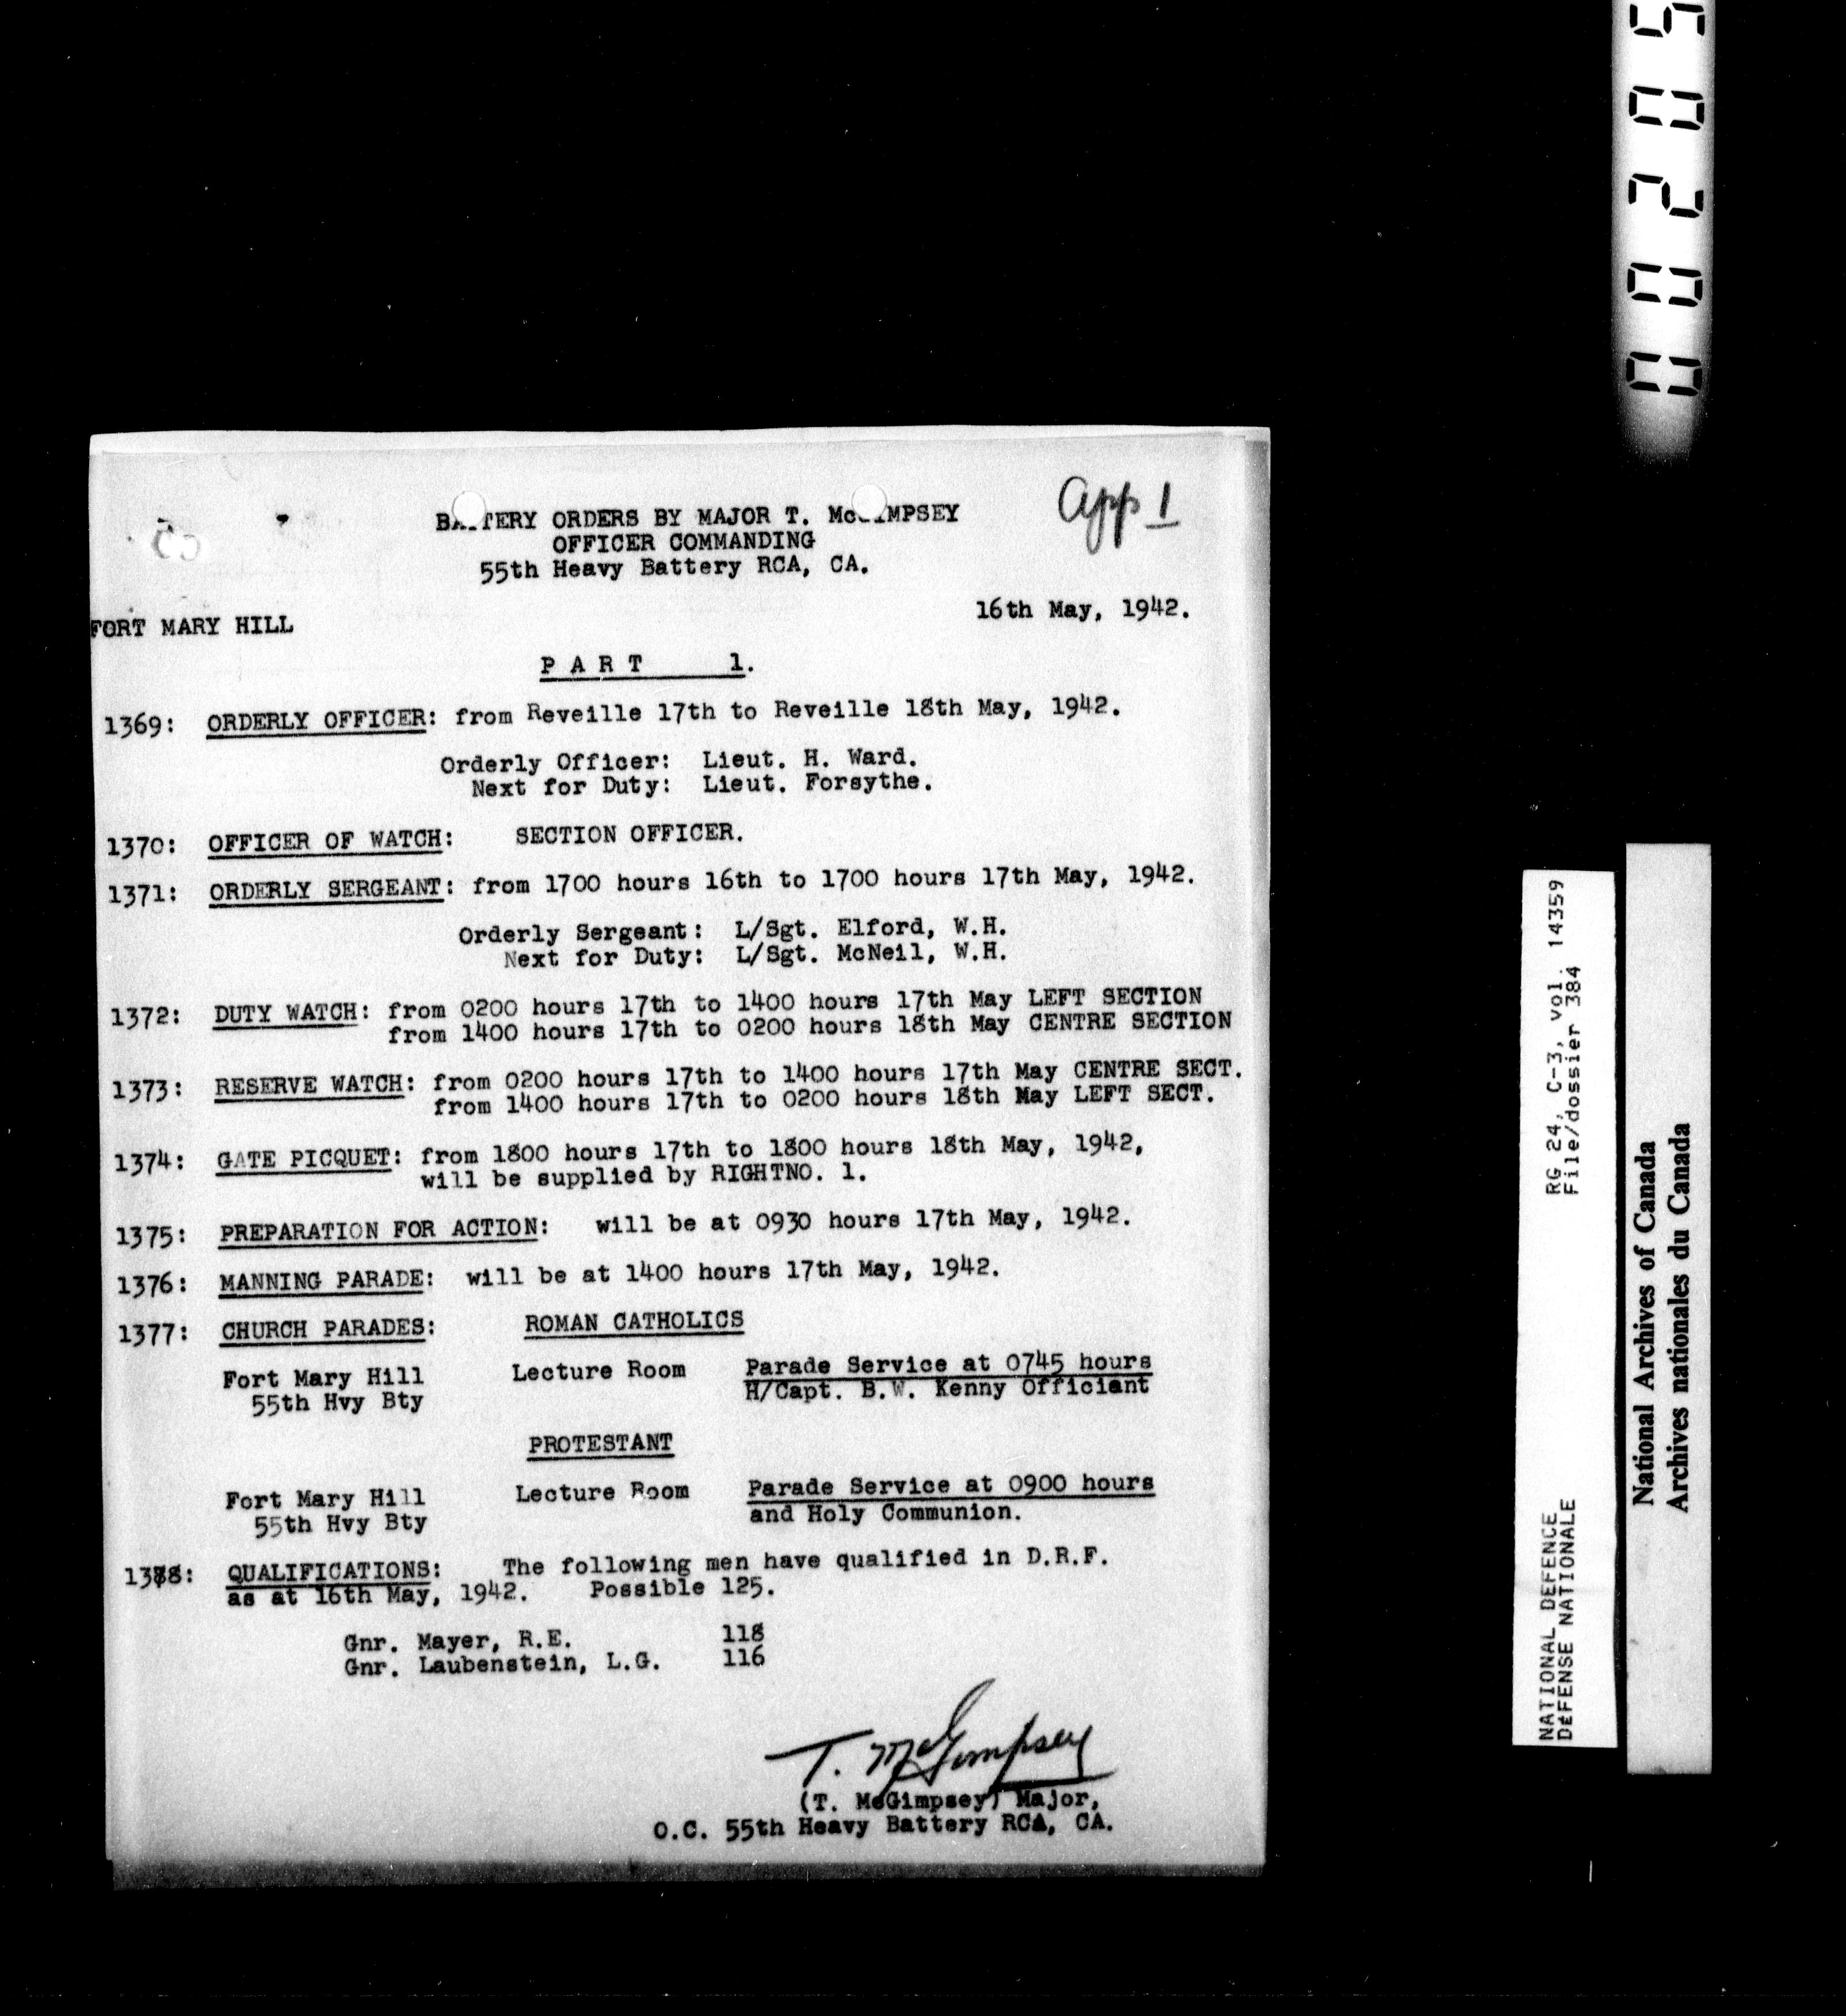 00205
App 1
BATTERY ORDERS BY MAJOR T. McGIMPSEY
OFFICER COMMANDING
55th Heavy Battery RCA, CA.
16th May, 1942.
FORT MARY HILL
PART 1.
1369: ORDERLY OFFICER: from Reveille 17th to Reveille 18th May, 1942.
Orderly Officer: Lieut. H. Ward.
Next for Duty: Lieut. Forsythe.
1370: OFFICER OF WATCH: SECTION OFFICER.
1371: ORDERLY SERGEANT: from 1700 hours 16th to 1700 hours 17th May, 1942.
Orderly Sergeant: L/Sgt. Elford, W.H.
Next for Duty: L/Sgt. McNeil, W.H.
1372: DUTY WATCH: from 0200 hours 17th to 1400 hours 17th May LEFT SECTION
from 1400 hours 17th to 0200 hours 18th May CENTRE SECTION
1373: RESERVE WATCH: from 0200 hours 17th to 1400 hours 17th May CENTRE SECT.
from 1400 hours 17th to 0200 hours 18th May LEFT SECT.
1374: GATE PICQUET: from 1800 hours 17th to 1800 hours 18th May, 1942,
will be supplied by RIGHTNO. 1.
1375: PREPARATION FOR ACTION: will be at 0930 hours 17th May, 1942.
1376: MANNING PARADE: will be at 1400 hours 17th May, 1942.
1377: CHURCH PARADES: ROMAN CATHOLICS
Fort Mary Hill Lecture Room Parade Service at 0745 hours
55th Hvy Bty H/Capt. B.W. Kenny Officiant
PROTESTANT
Fort Mary Hill Lecture Room Parade Service at 0900 hours
55th Hvy Bty and Holy Communion.
1378: QUALIFICATIONS: The following men have qualified in D.R.F.
as at 16th May, 1942. Possible 125.
Gnr. Mayer, R.E. 118
Gnr. Laubenstein, L.G. 116
T. McGimpsey
(T. McGimpsey) Major,
O.C. 55th Heavy Battery RCA, CA.
RG 24, C-3, vol. 14359
File/dossier 384
NATIONAL DEFENCE
DÉFENSE NATIONALE
National Archives of Canada
Archives nationales du Canada